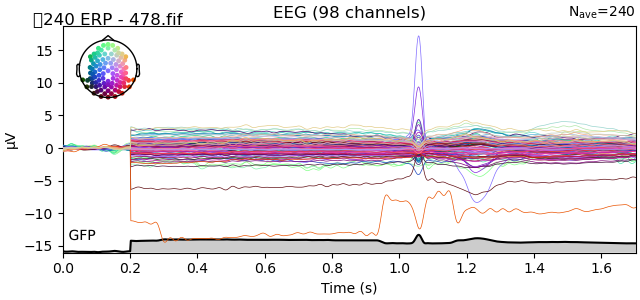 240 ERP - 478.fif
EEG (98 channels)
Nave=240
µV
15
10
5
0
−5
−10
−15
GFP
0.0 0.2 0.4 0.6 0.8 1.0 1.2 1.4 1.6
Time (s)